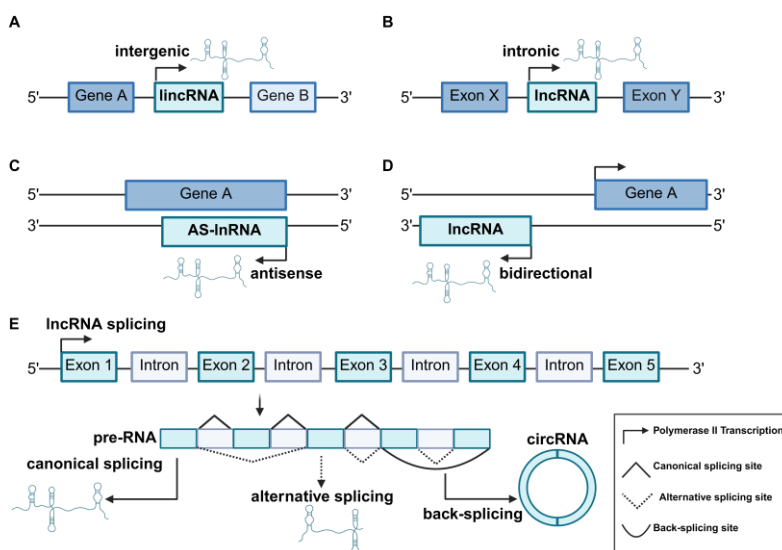 A
intergenic
5'
Gene A
lincRNA
Gene B
3'
B
intronic
5'
Exon X
lncRNA
Exon Y
3'
C
5'
Gene A
3'
3'
AS-lnRNA
5'
antisense
D
5'
Gene A
3'
3'
lncRNA
5'
bidirectional
E
lncRNA splicing
5'
Exon 1
Intron
Exon 2
Intron
Exon 3
Intron
Exon 4
Intron
Exon 5
3'
pre-RNA
canonical splicing
alternative splicing
back-splicing
circRNA
Polymerase II Transcription
Canonical splicing site
Alternative splicing site
Back-splicing site